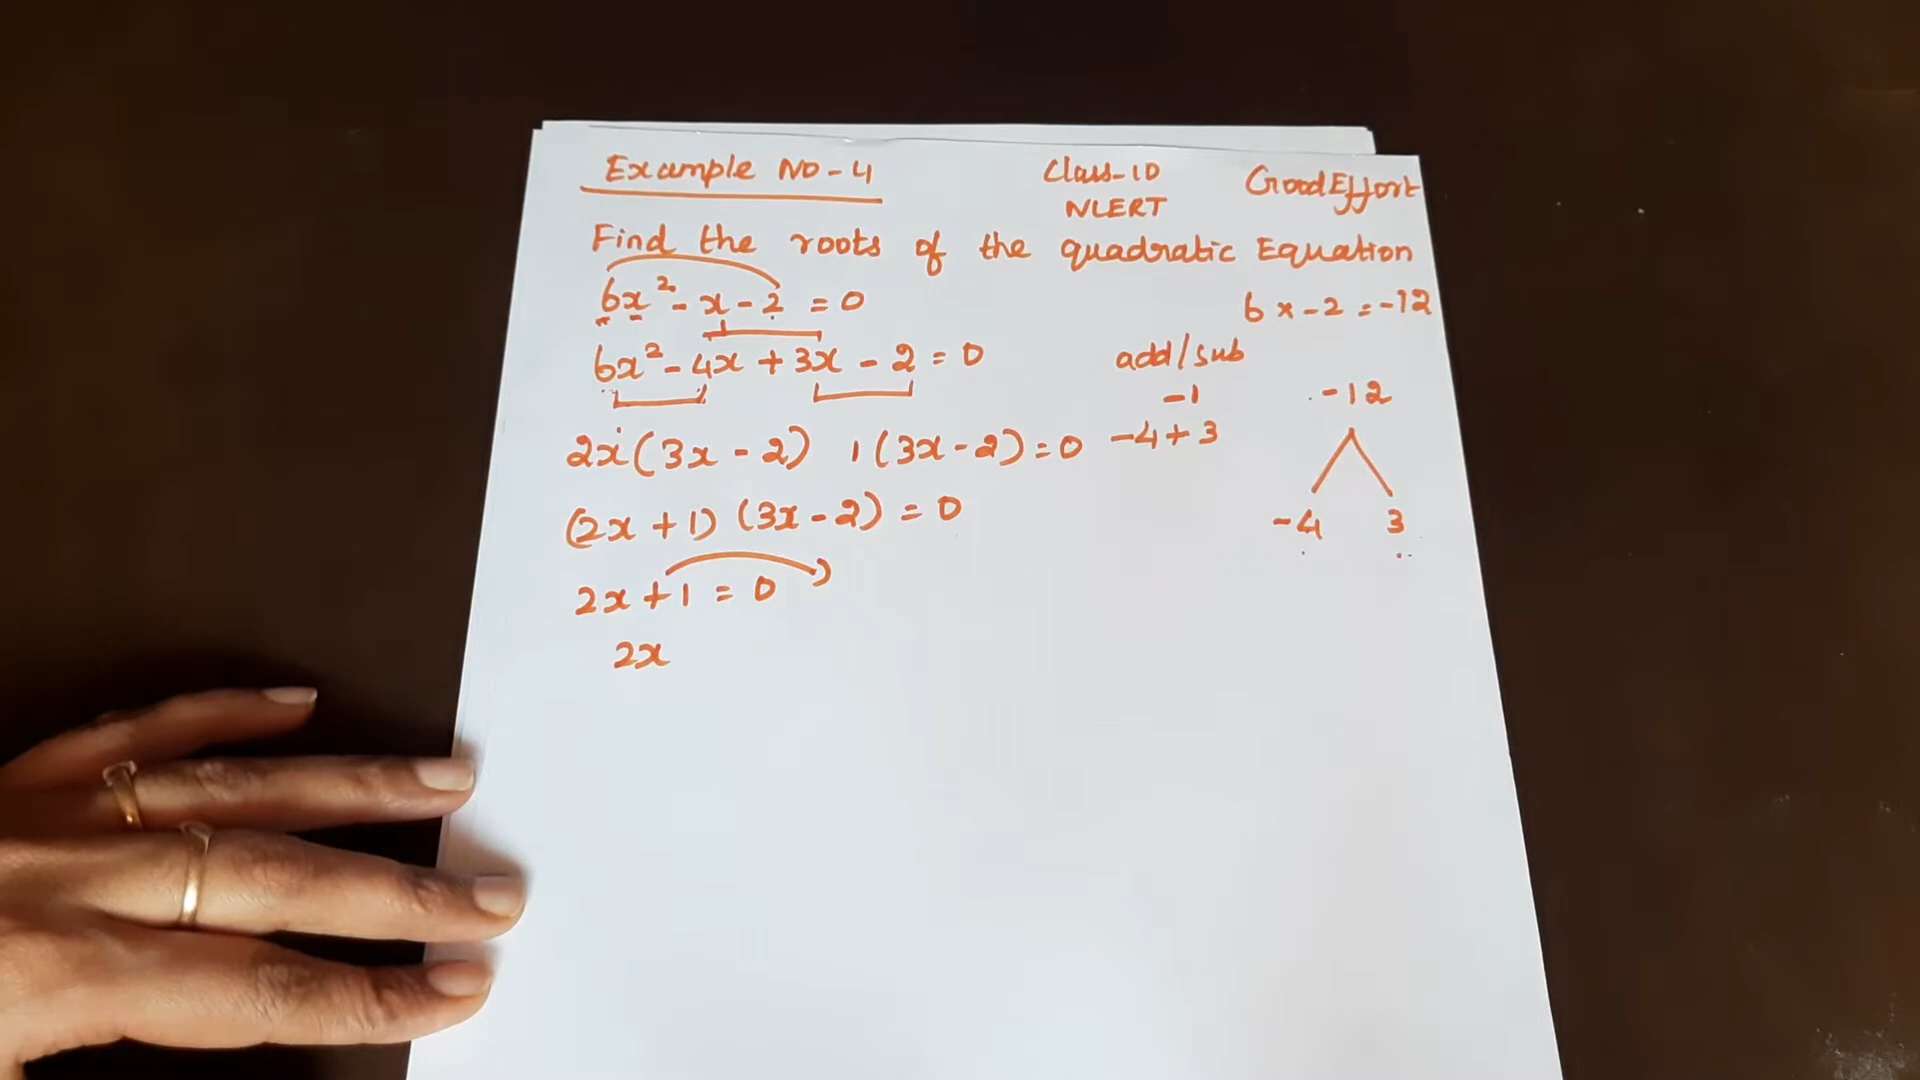 Example NO - 4
Class-10
NCERT
GoodEffort
Find the roots of the quadratic Equation
6x² - x - 2 = 0
6 x - 2 = -12
6x² - 4x + 3x - 2 = 0
add/sub
-1
-12
2x(3x - 2) 1(3x - 2) = 0
-4 + 3
(2x + 1) (3x - 2) = 0
-4 3
2x + 1 = 0
2x